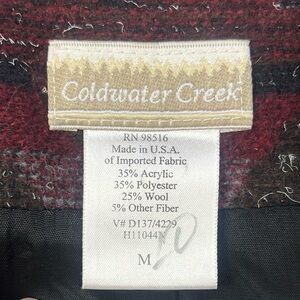 Coldwater Creek
RN 98516
Made in U.S.A.
of Imported Fabric
35% Acrylic
35% Polyester
25% Wool
5% Other Fiber
V# D137/4229
H11044N
M